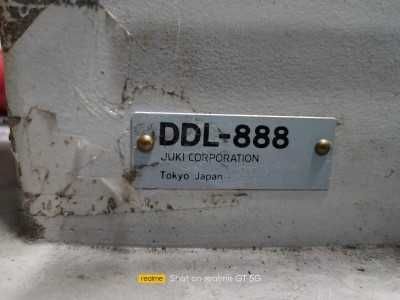 DDL-888
JUKI CORPORATION
Tokyo Japan
realme Shot on realme GT 5G